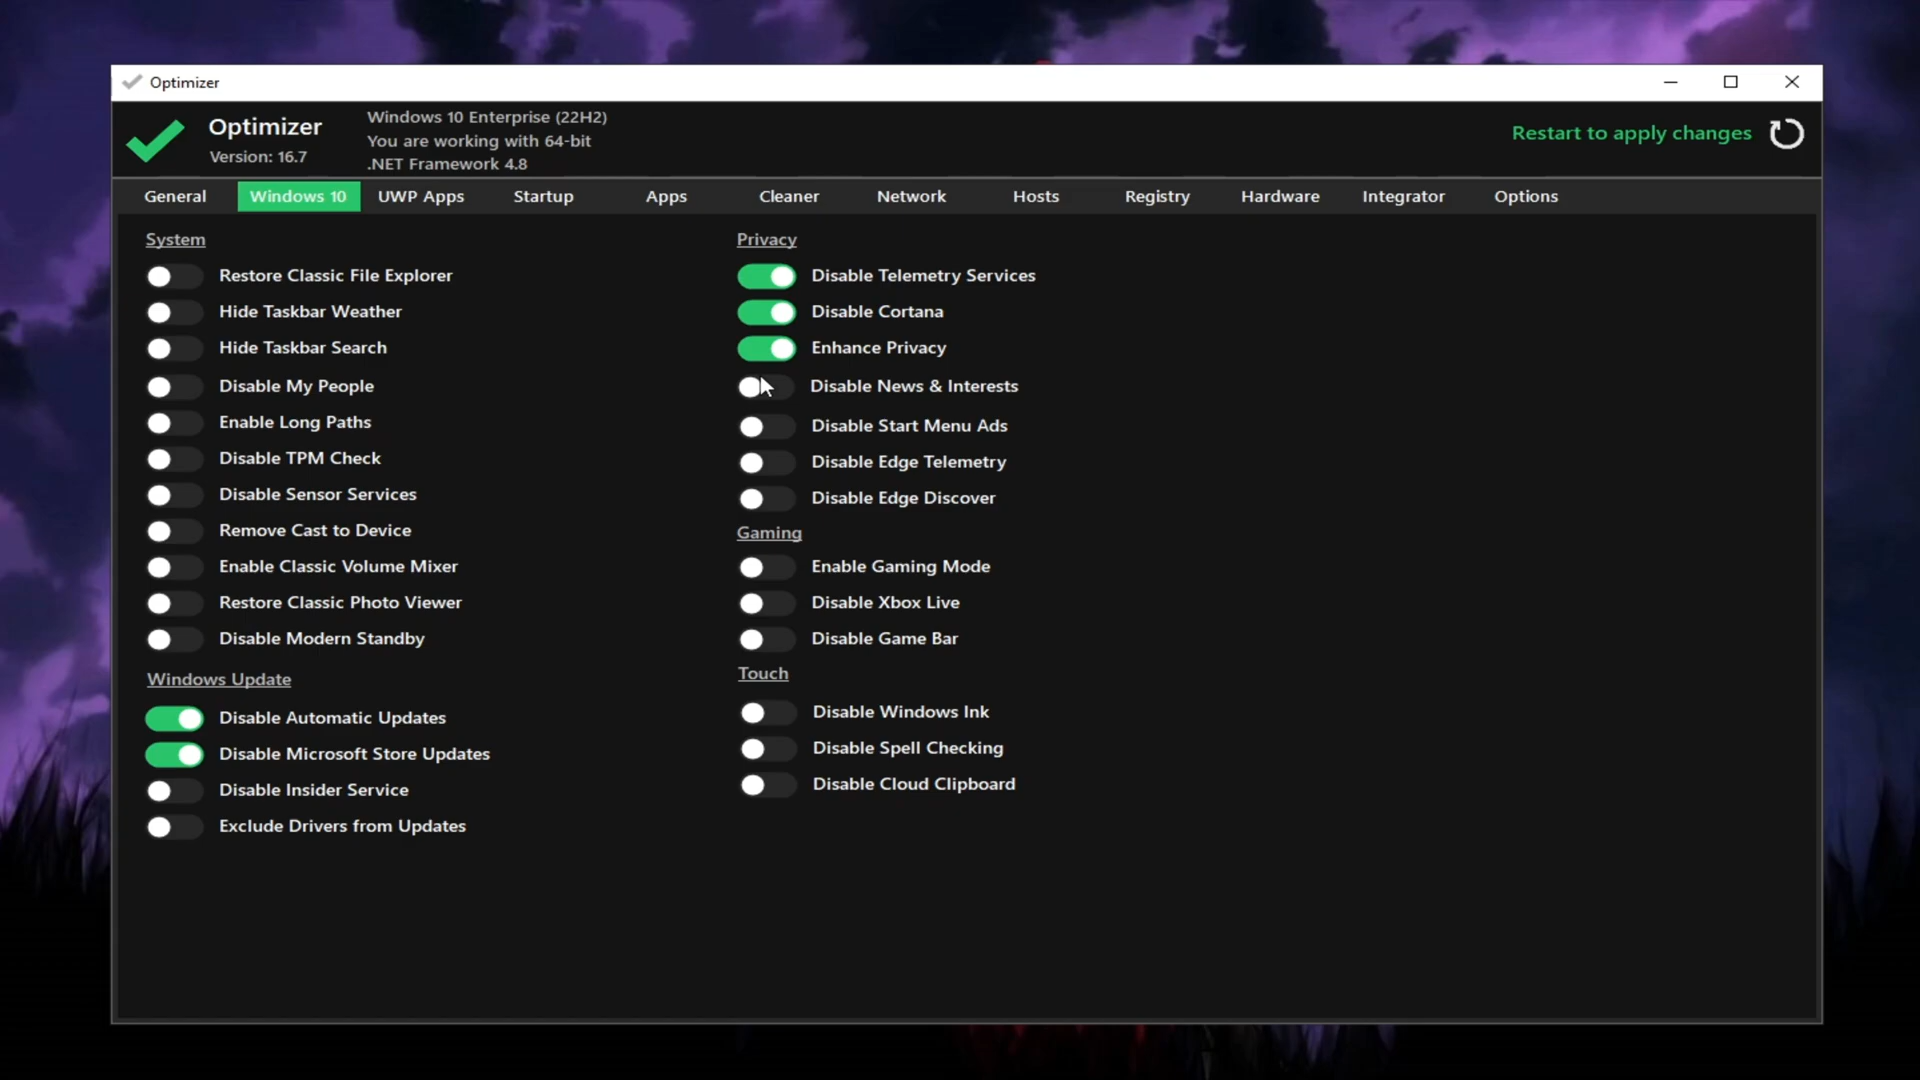 Optimizer
Optimizer
Version: 16.7
Windows 10 Enterprise (22H2)
You are working with 64-bit
.NET Framework 4.8
Restart to apply changes
General Windows 10 UWP Apps Startup Apps Cleaner Network Hosts Registry Hardware Integrator Options
System
Restore Classic File Explorer
Hide Taskbar Weather
Hide Taskbar Search
Disable My People
Enable Long Paths
Disable TPM Check
Disable Sensor Services
Remove Cast to Device
Enable Classic Volume Mixer
Restore Classic Photo Viewer
Disable Modern Standby
Windows Update
Disable Automatic Updates
Disable Microsoft Store Updates
Disable Insider Service
Exclude Drivers from Updates
Privacy
Disable Telemetry Services
Disable Cortana
Enhance Privacy
Disable News & Interests
Disable Start Menu Ads
Disable Edge Telemetry
Disable Edge Discover
Gaming
Enable Gaming Mode
Disable Xbox Live
Disable Game Bar
Touch
Disable Windows Ink
Disable Spell Checking
Disable Cloud Clipboard